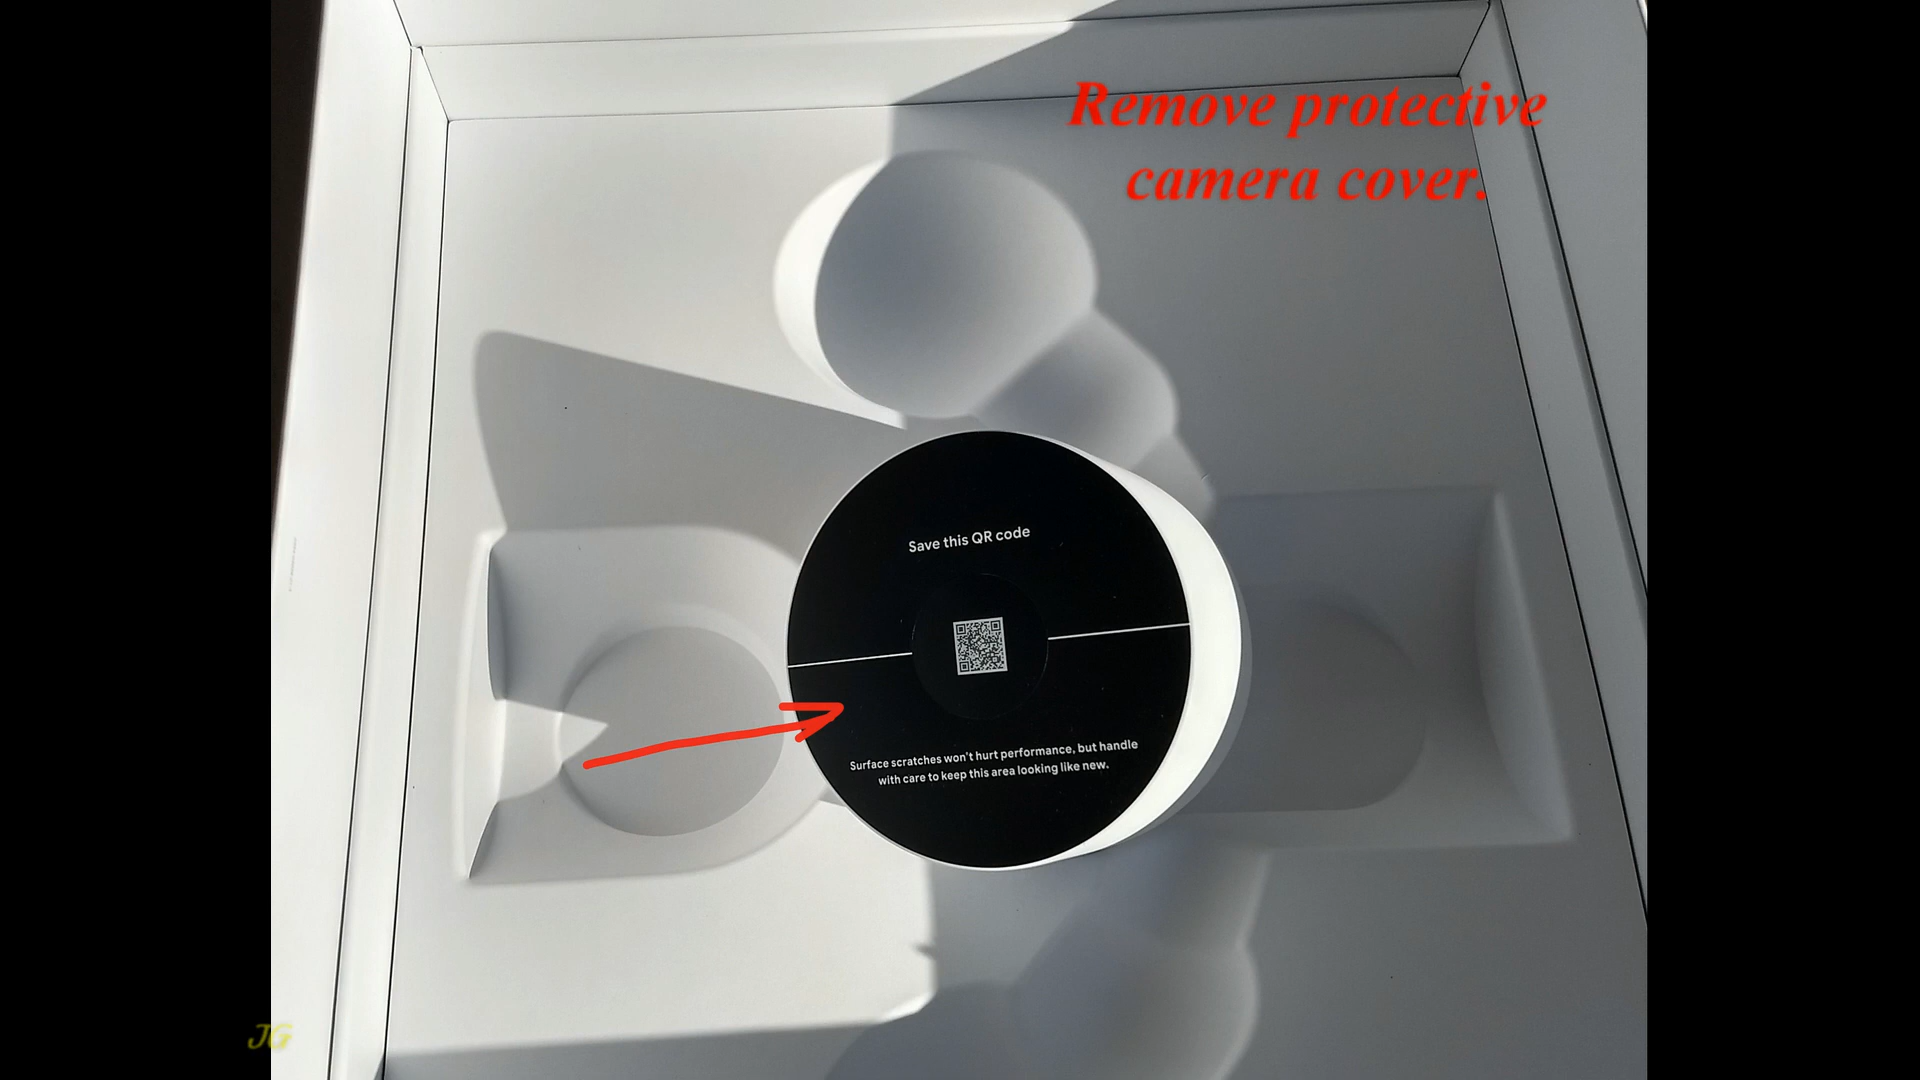 Remove protective
camera cover.
Save this QR code
Surface scratches won't hurt performance, but handle
with care to keep this area looking like new.
JG